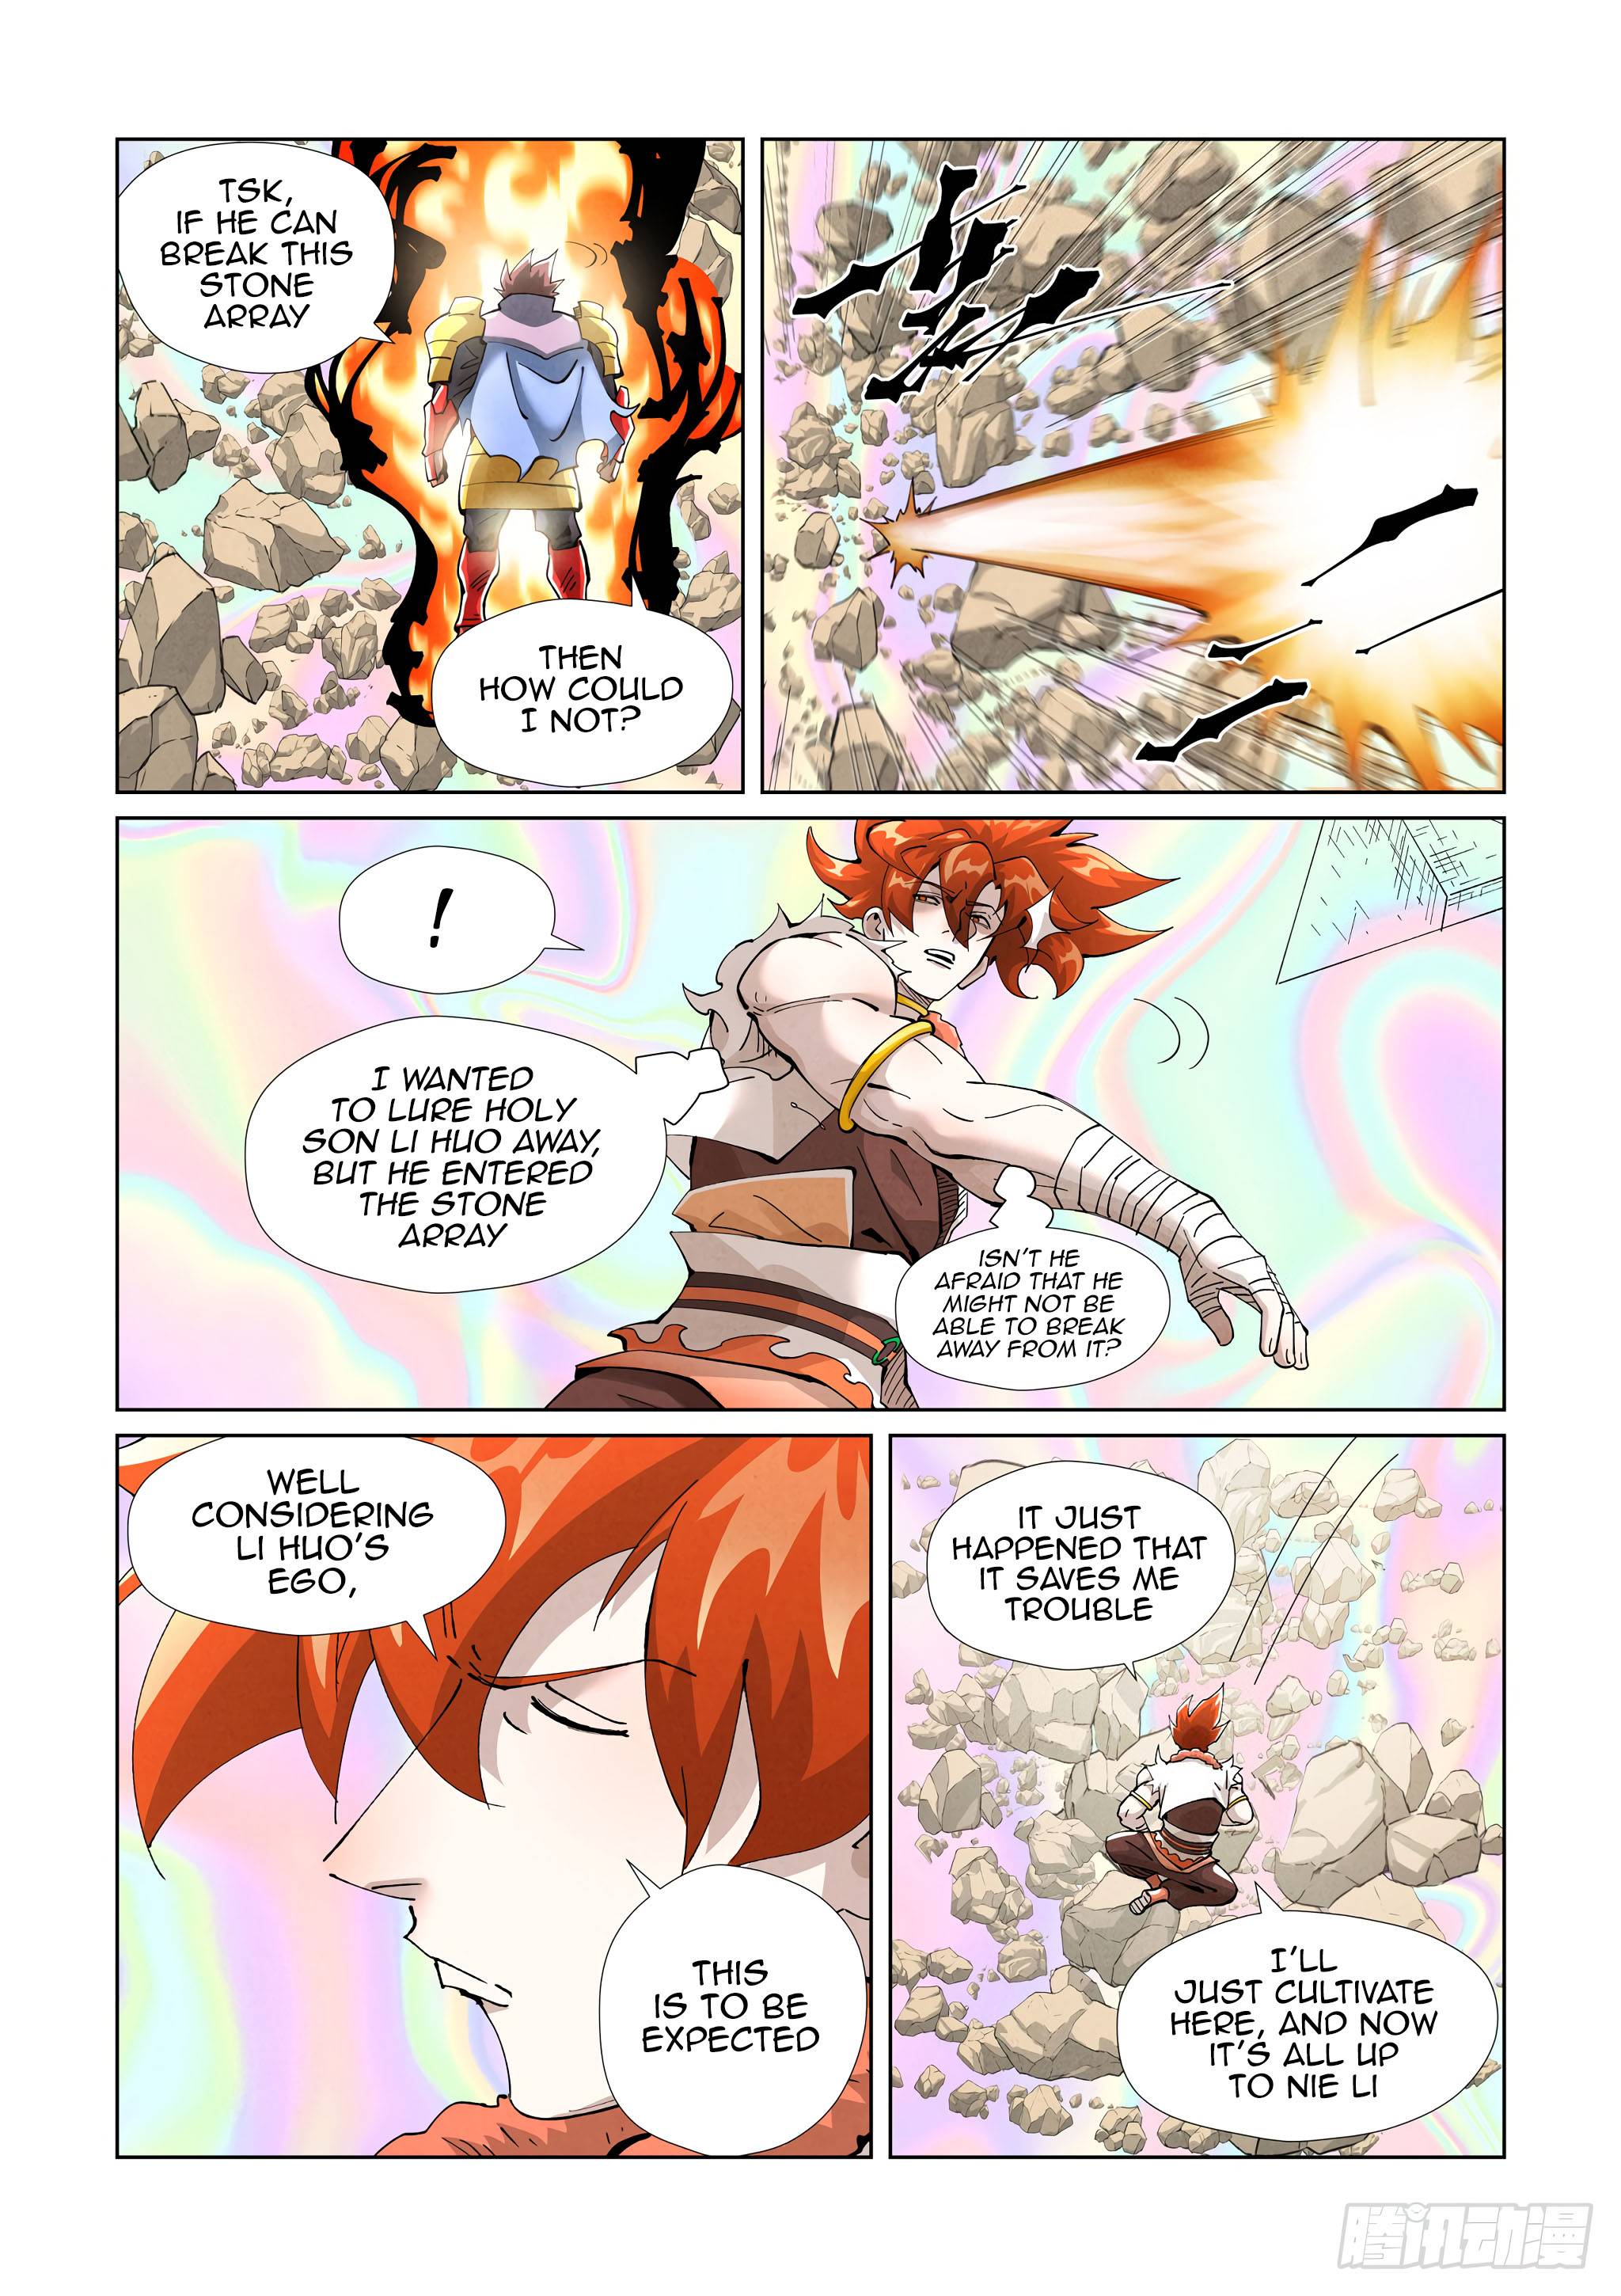 TSK,
IF HE CAN
BREAK THIS
STONE
ARRAY
THEN
HOW COULD
I NOT?
!
I WANTED
TO LURE HOLY
SON LI HUO AWAY,
BUT HE ENTERED
THE STONE
ARRAY
ISN'T HE
AFRAID THAT HE
MIGHT NOT BE
ABLE TO BREAK
AWAY FROM IT?
WELL
CONSIDERING
LI HUO'S
EGO,
THIS
IS TO BE
EXPECTED
IT JUST
HAPPENED THAT
IT SAVES ME
TROUBLE
I'LL
JUST CULTIVATE
HERE, AND NOW
IT'S ALL UP
TO NIE LI
腾讯动漫